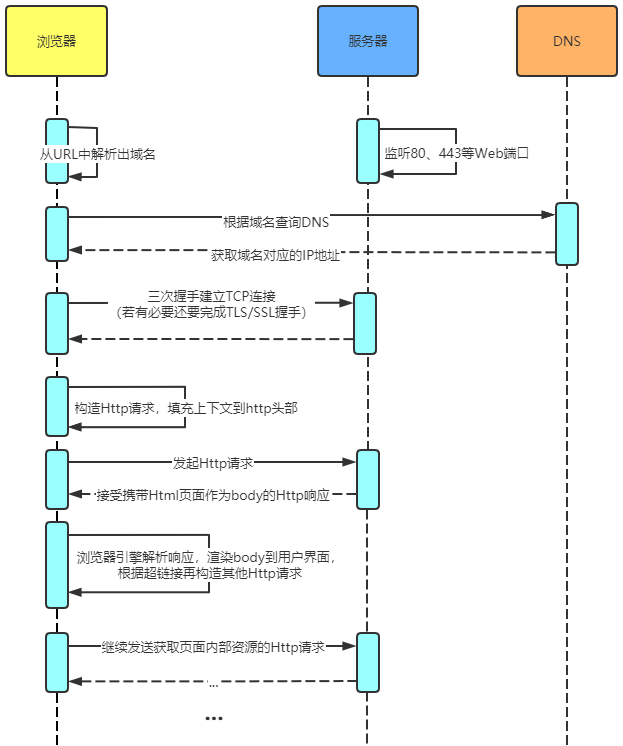 浏览器
服务器
DNS
从URL中解析出域名
监听80、443等Web端口
根据域名查询DNS
获取域名对应的IP地址
三次握手建立TCP连接
（若有必要还要完成TLS/SSL握手）
构造Http请求，填充上下文到http头部
发起Http请求
接受携带Html页面作为body的Http响应
浏览器引擎解析响应，渲染body到用户界面，
根据超链接再构造其他Http请求
继续发送获取页面内部资源的Http请求
...
...